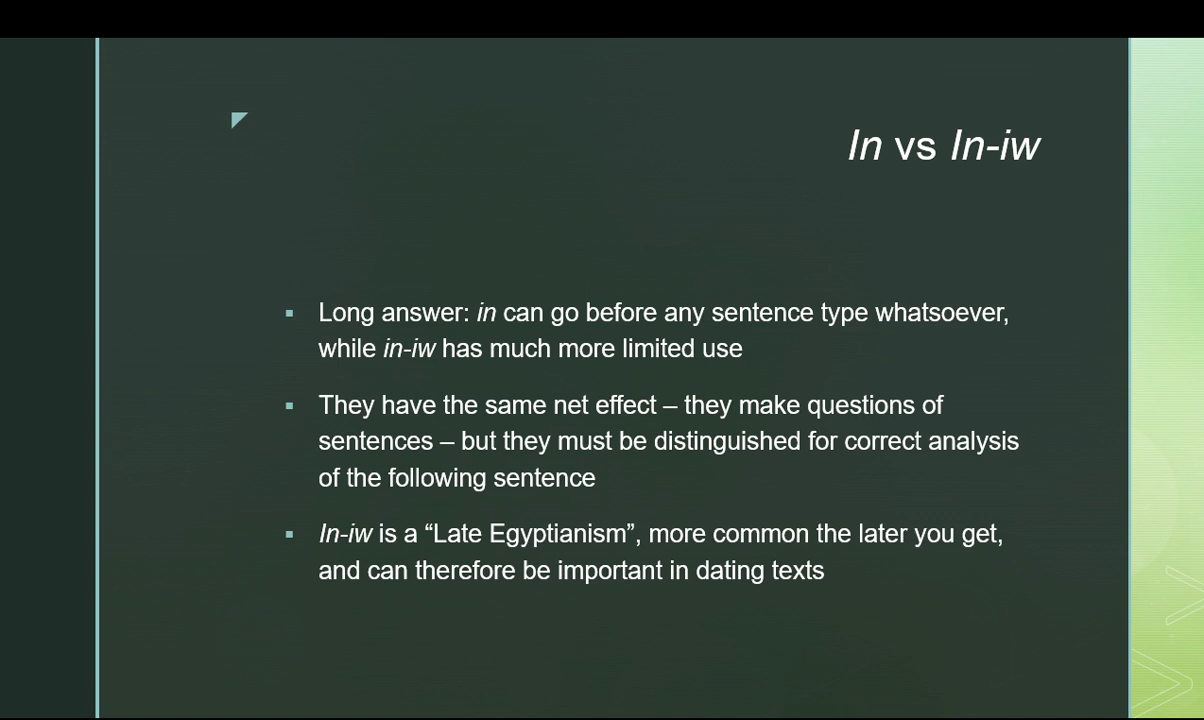 In vs In-iw
▪ Long answer: in can go before any sentence type whatsoever,
while in-iw has much more limited use
▪ They have the same net effect – they make questions of
sentences – but they must be distinguished for correct analysis
of the following sentence
▪ In-iw is a “Late Egyptianism”, more common the later you get,
and can therefore be important in dating texts